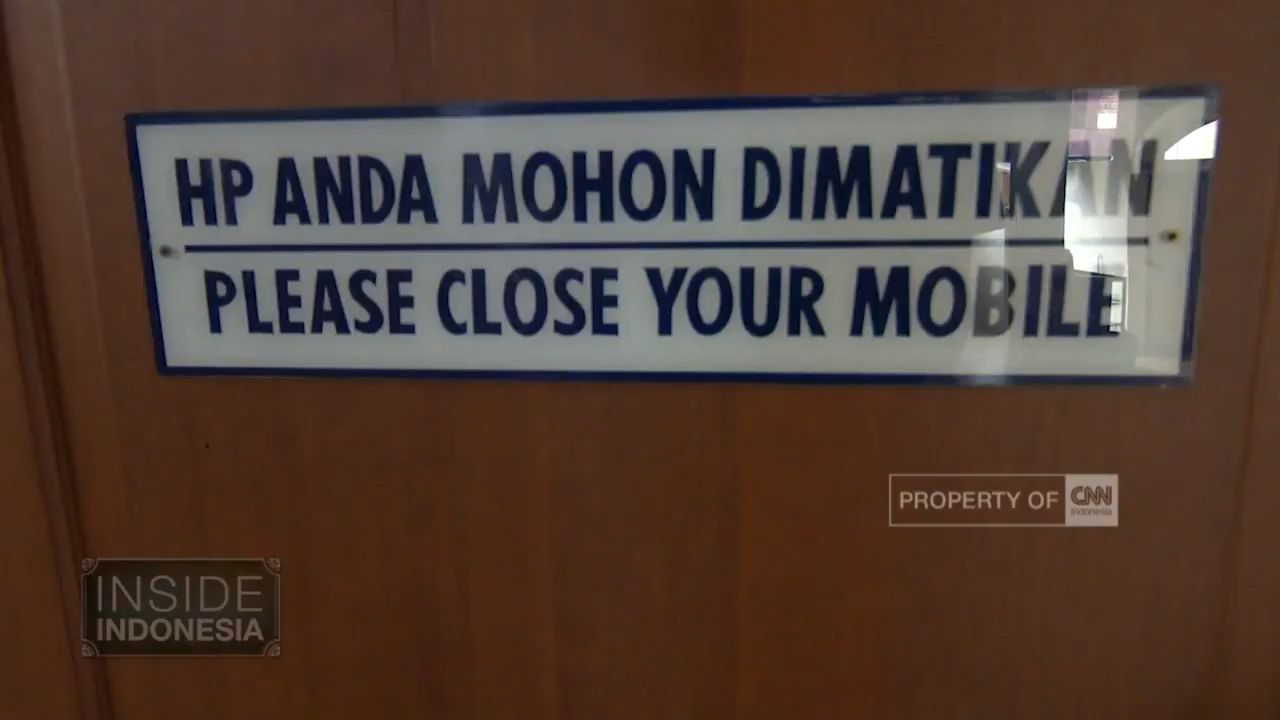 HP ANDA MOHON DIMATIKAN
PLEASE CLOSE YOUR MOBILE
PROPERTY OF CNN Indonesia
INSIDE
INDONESIA